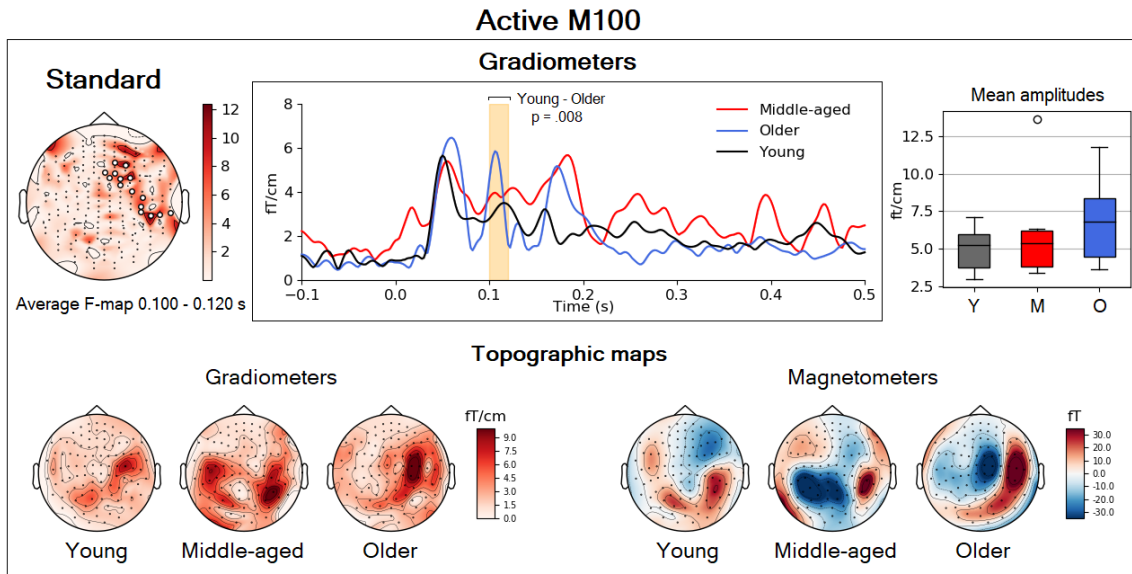 Active M100
Standard
12
10
8
6
4
2
Average F-map 0.100 - 0.120 s
Gradiometers
Young - Older
p = .008
Middle-aged
Older
Young
fT/cm
8
6
4
2
0
−0.1
0.0
0.1
0.2
0.3
0.4
0.5
Time (s)
Mean amplitudes
ft/cm
12.5
10.0
7.5
5.0
2.5
Y
M
O
Topographic maps
Gradiometers
fT/cm
9.0
7.5
6.0
4.5
3.0
1.5
0.0
Young
Middle-aged
Older
Magnetometers
fT
30.0
20.0
10.0
0.0
-10.0
-20.0
-30.0
Young
Middle-aged
Older